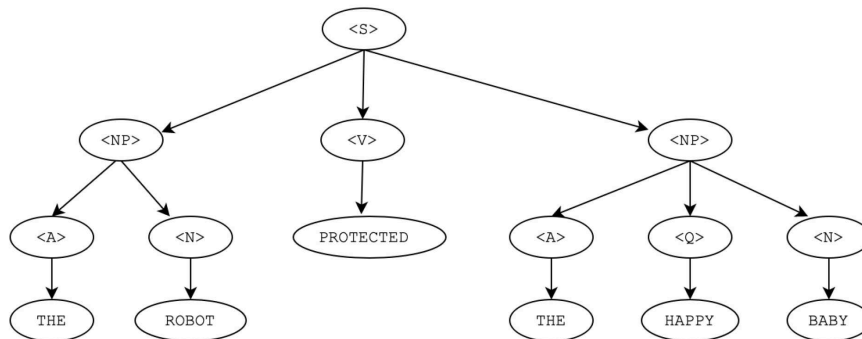 <S>
<NP> <V> <NP>
<A> <N> PROTECTED <A> <Q> <N>
THE ROBOT THE HAPPY BABY